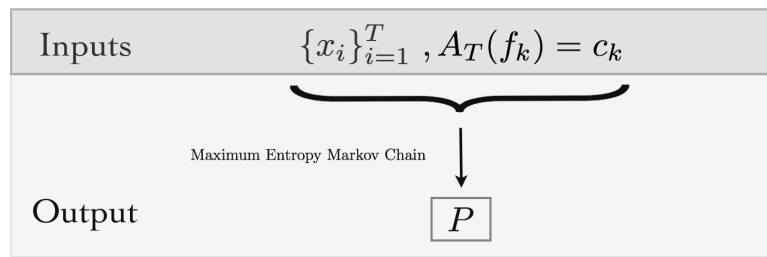 Inputs {x_i}_{i=1}^T , A_T(f_k) = c_k
Maximum Entropy Markov Chain
Output P